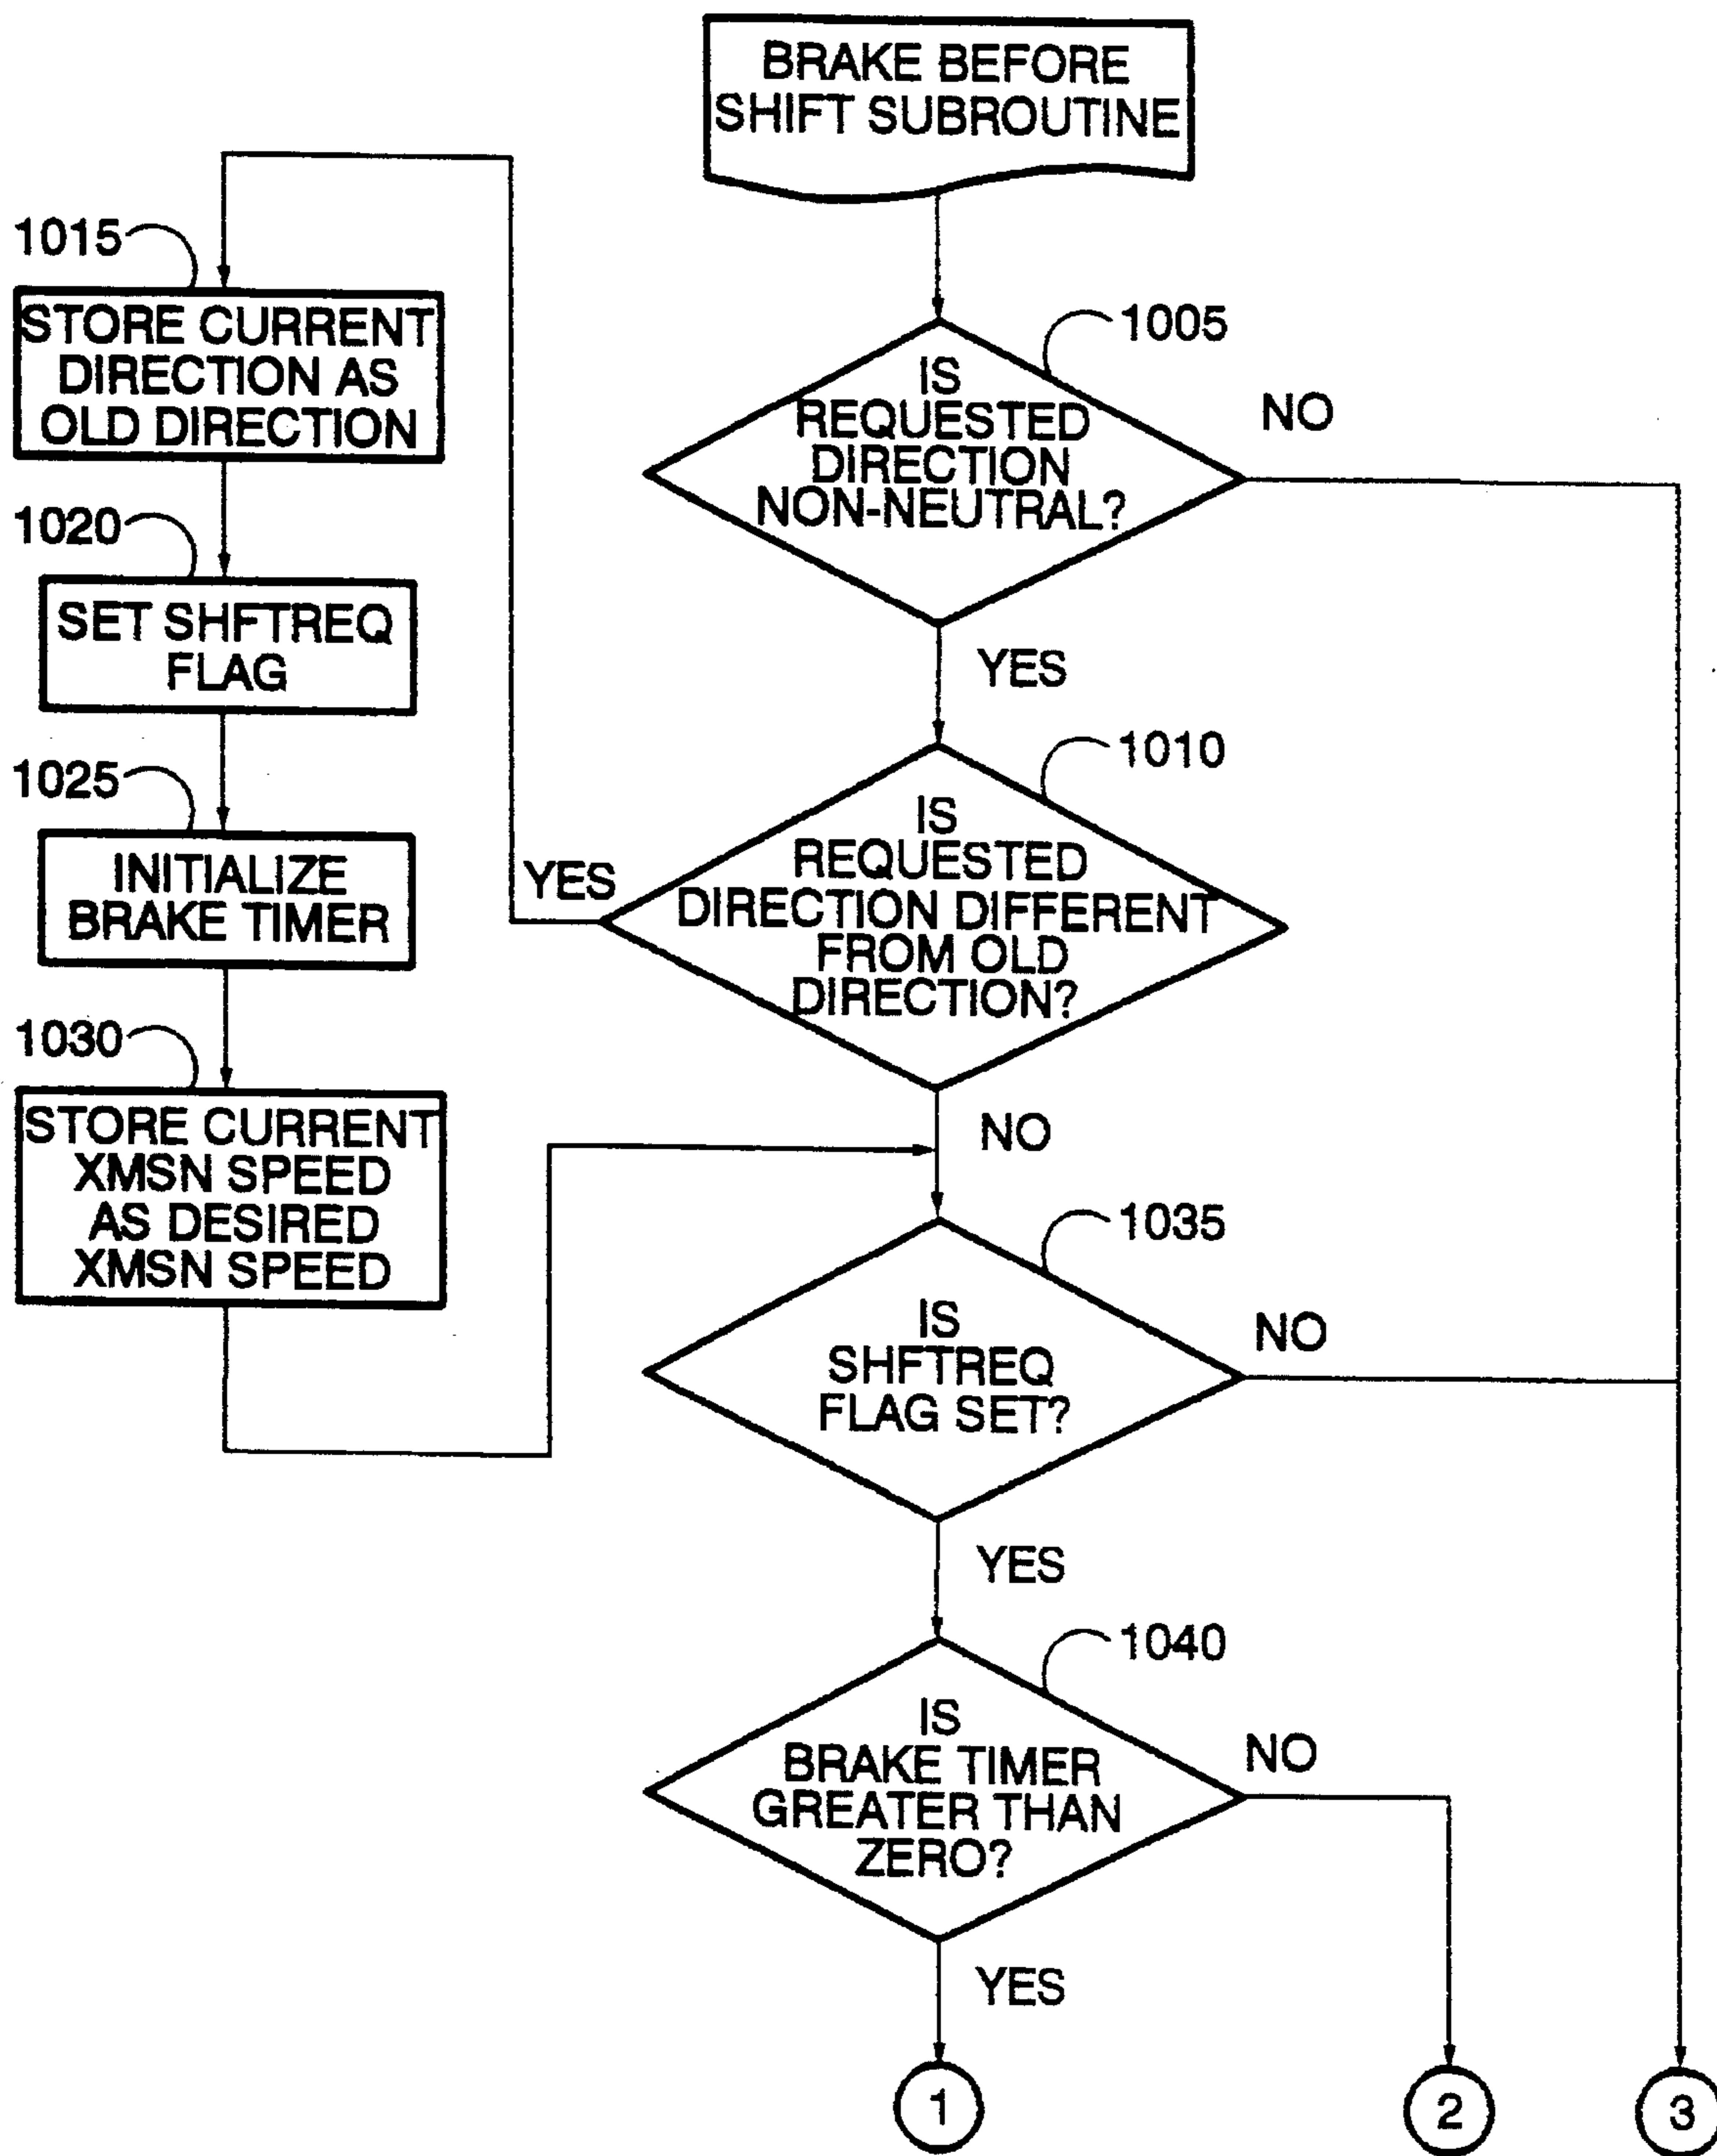 BRAKE BEFORE
SHIFT SUBROUTINE
1005
IS
REQUESTED
DIRECTION
NON-NEUTRAL?
NO
YES
1010
IS
REQUESTED
DIRECTION DIFFERENT
FROM OLD
DIRECTION?
YES
NO
1015
STORE CURRENT
DIRECTION AS
OLD DIRECTION
1020
SET SHFTREQ
FLAG
1025
INITIALIZE
BRAKE TIMER
1030
STORE CURRENT
XMSN SPEED
AS DESIRED
XMSN SPEED
1035
IS
SHFTREQ
FLAG SET?
NO
YES
1040
IS
BRAKE TIMER
GREATER THAN
ZERO?
NO
YES
1
2
3